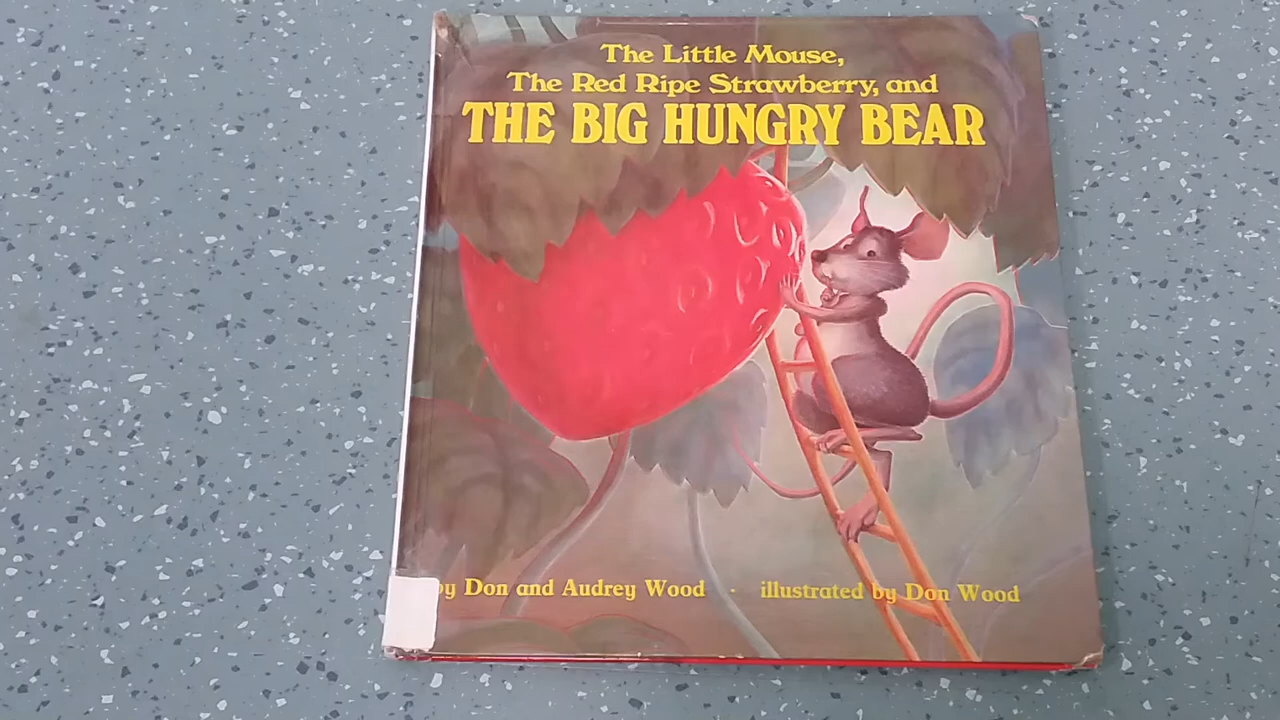 The Little Mouse,
The Red Ripe Strawberry, and
THE BIG HUNGRY BEAR
by Don and Audrey Wood · illustrated by Don Wood